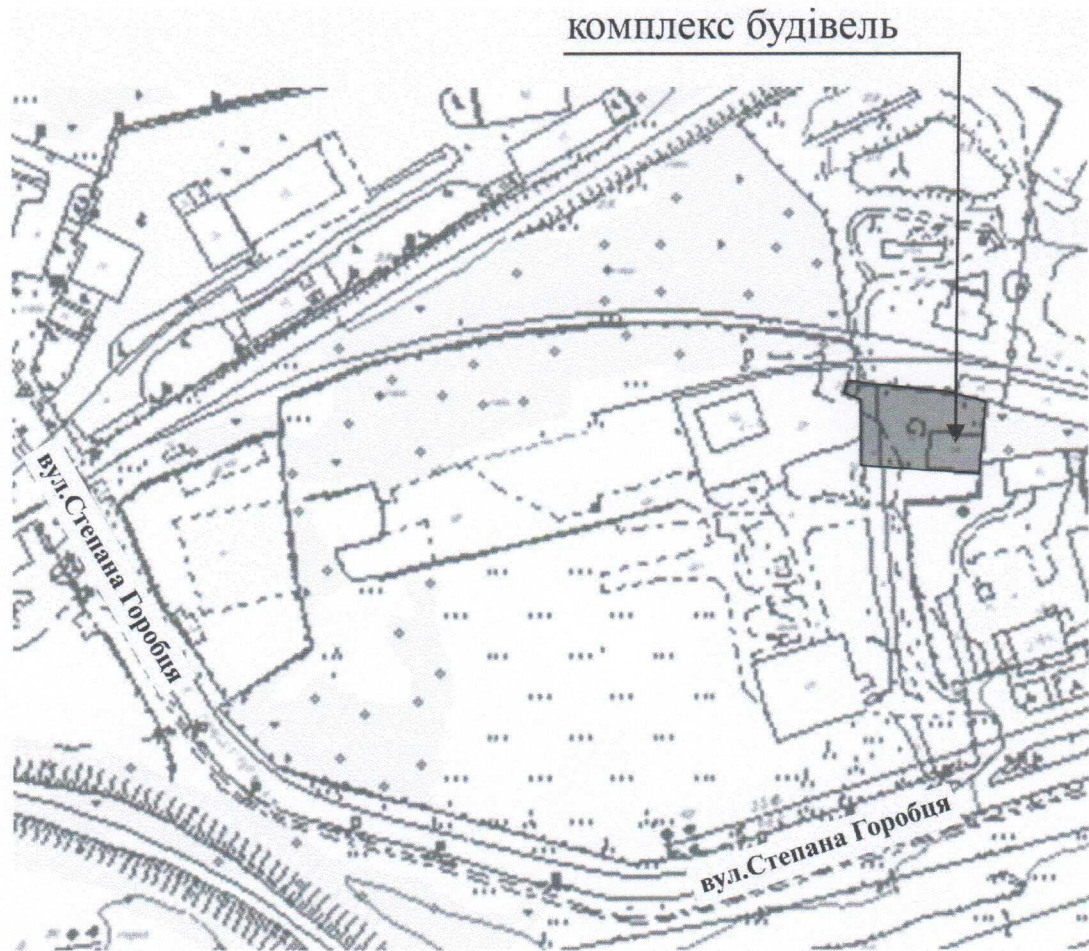 комплекс будівель
вул.Степана Горобця
вул.Степана Горобця